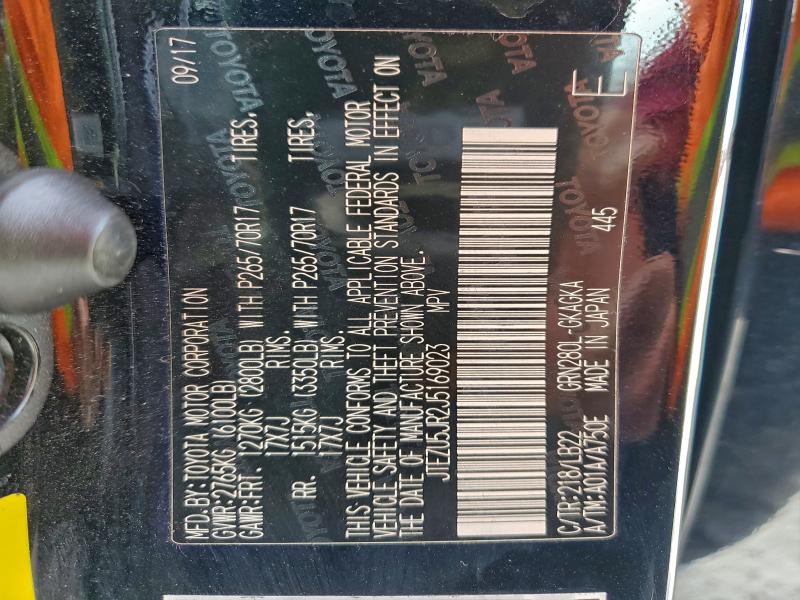 MFD.BY:TOYOTA MOTOR CORPORATION 09/17
GVWR:2765KG (6100LB)
GAWR:FRT. 1270KG (2800LB) WITH P265/70R17 TIRES,
17X7J RIMS.
RR. 1515KG (3350LB) WITH P265/70R17 TIRES,
17X7J RIMS.
THIS VEHICLE CONFORMS TO ALL APPLICABLE FEDERAL MOTOR
VEHICLE SAFETY AND THEFT PREVENTION STANDARDS IN EFFECT ON
THE DATE OF MANUFACTURE SHOWN ABOVE.
JTEZU5JR2J5169023 MPV
C/TR:218/LB22 GRN280L-GKAGKA
A/TM:A01A/A750E MADE IN JAPAN 445
E